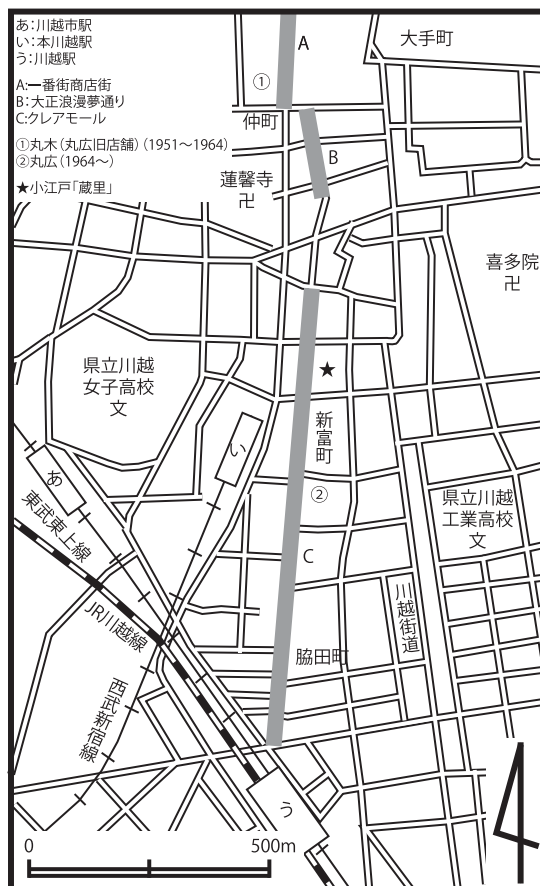 あ:川越市駅
い:本川越駅
う:川越駅
A:一番街商店街
B:大正浪漫夢通り
C:クレアモール
①丸木(丸広旧店舗)(1951〜1964)
②丸広(1964〜)
★小江戸「蔵里」
A
大手町
①
仲町
B
蓮馨寺
卍
喜多院
卍
県立川越
女子高校
文
★
新富町
い
②
あ
県立川越
工業高校
文
東武東上線
C
川越街道
JR川越線
脇田町
西武新宿線
う
0
500m